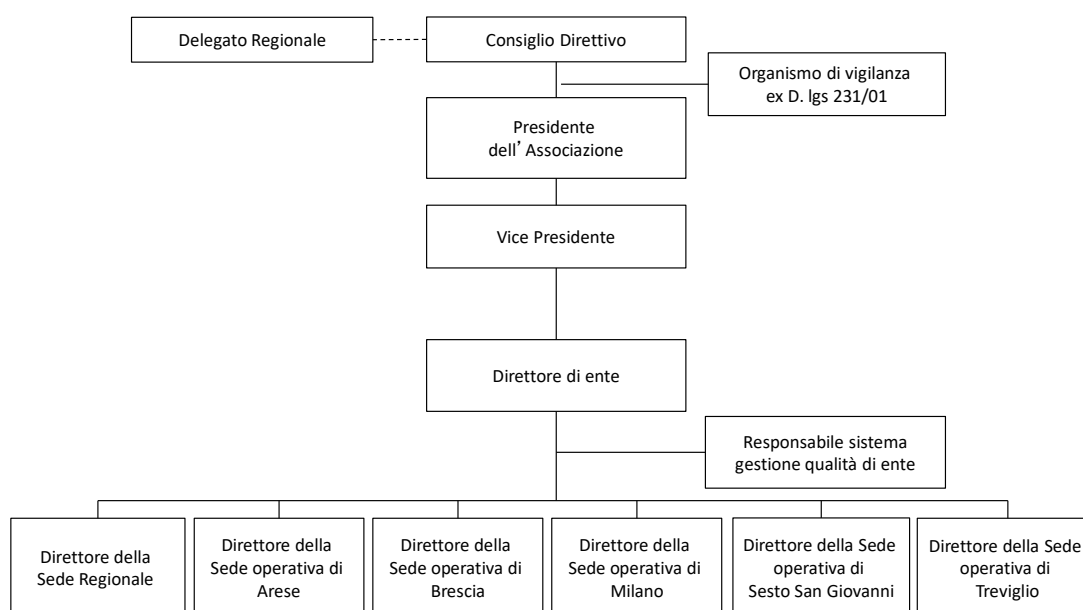 Delegato Regionale
Consiglio Direttivo
Organismo di vigilanza
ex D. lgs 231/01
Presidente
dell’Associazione
Vice Presidente
Direttore di ente
Responsabile sistema
gestione qualità di ente
Direttore della
Sede Regionale
Direttore della
Sede operativa di
Arese
Direttore della
Sede operativa di
Brescia
Direttore della
Sede operativa di
Milano
Direttore della Sede
operativa di
Sesto San Giovanni
Direttore della Sede
operativa di
Treviglio